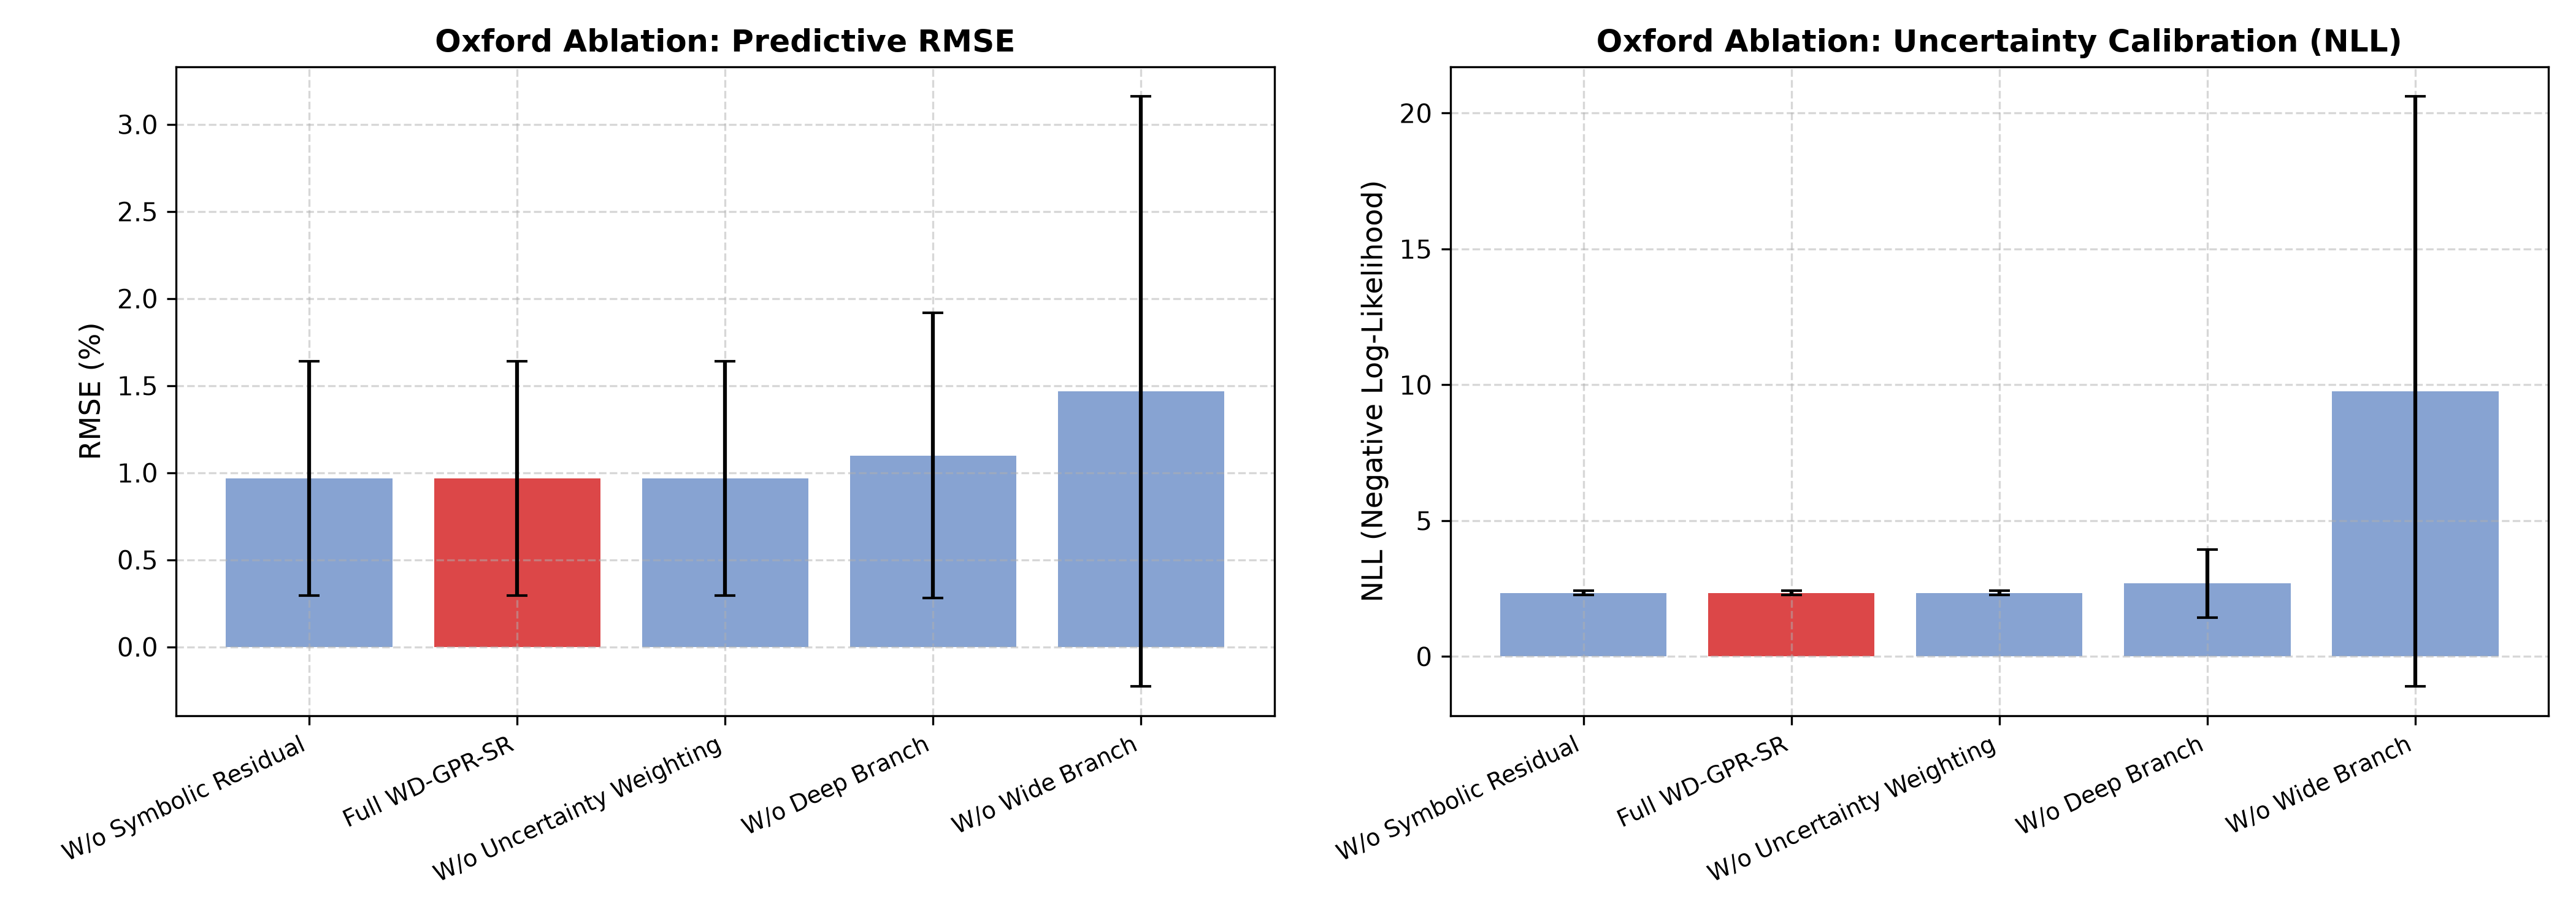 Oxford Ablation: Predictive RMSE
RMSE (%)
3.0
2.5
2.0
1.5
1.0
0.5
0.0
W/o Symbolic Residual
Full WD-GPR-SR
W/o Uncertainty Weighting
W/o Deep Branch
W/o Wide Branch
Oxford Ablation: Uncertainty Calibration (NLL)
NLL (Negative Log-Likelihood)
20
15
10
5
0
W/o Symbolic Residual
Full WD-GPR-SR
W/o Uncertainty Weighting
W/o Deep Branch
W/o Wide Branch